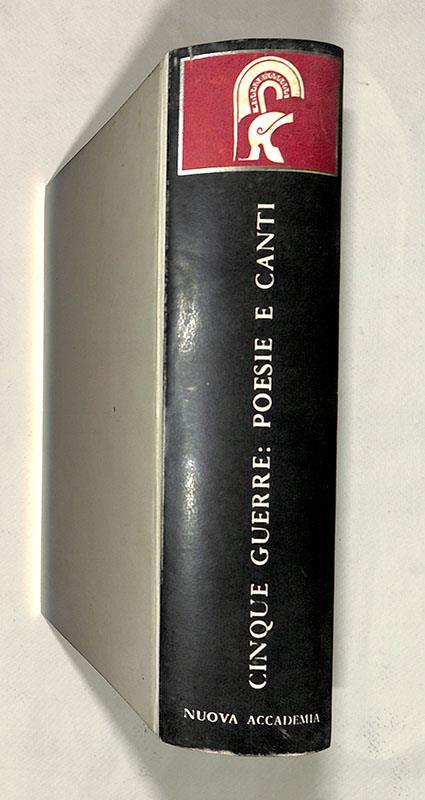 CINQUE GUERRE: POESIE E CANTI
NUOVA ACCADEMIA